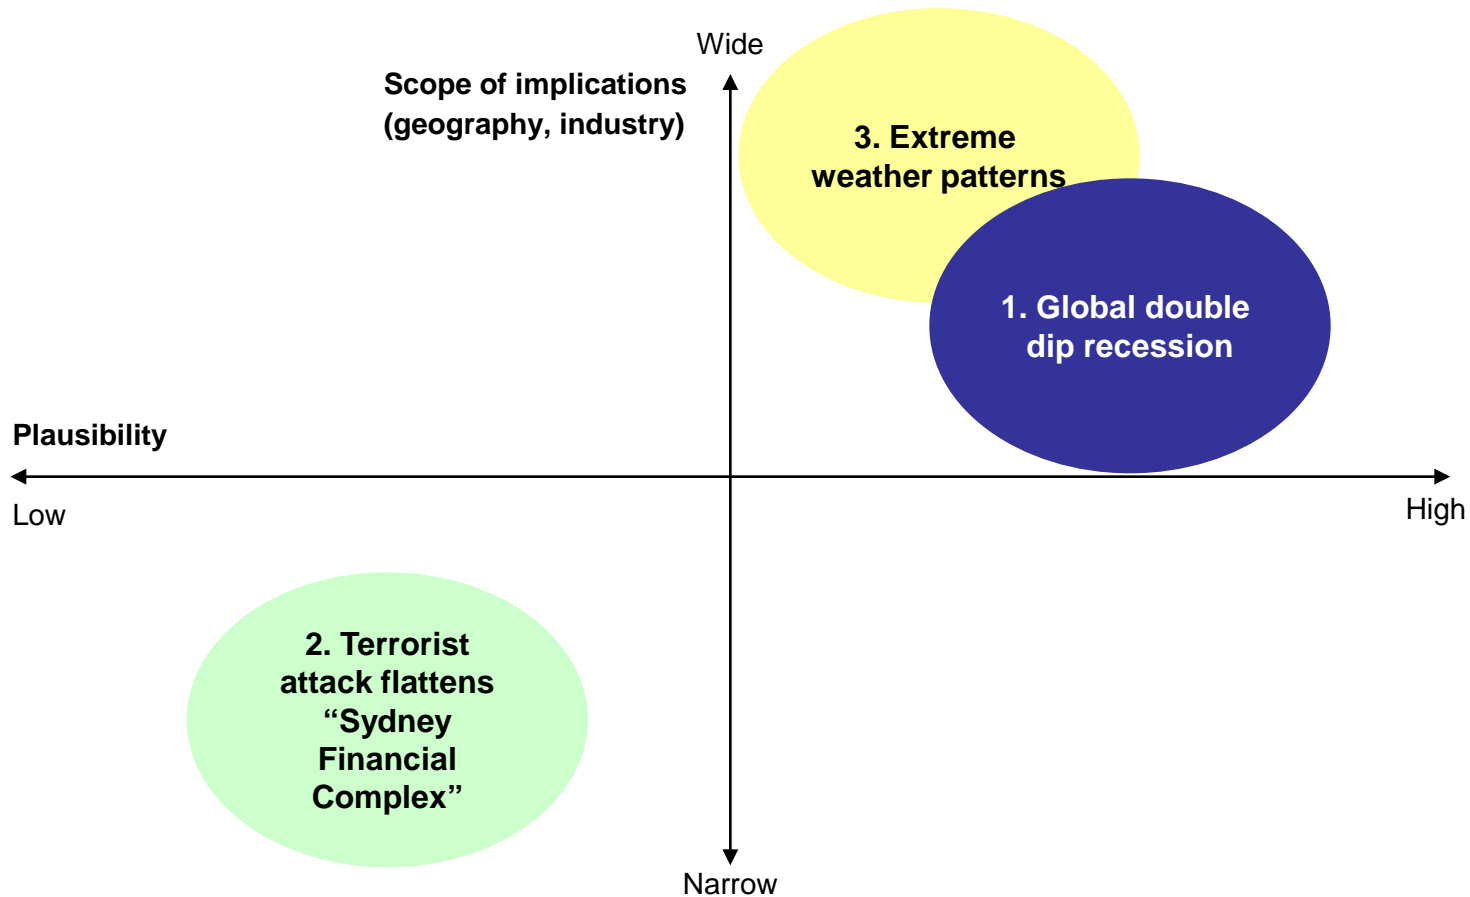 Wide
Scope of implications
(geography, industry)
3. Extreme
weather patterns
1. Global double
dip recession
Plausibility
Low
High
2. Terrorist
attack flattens
“Sydney
Financial
Complex”
Narrow